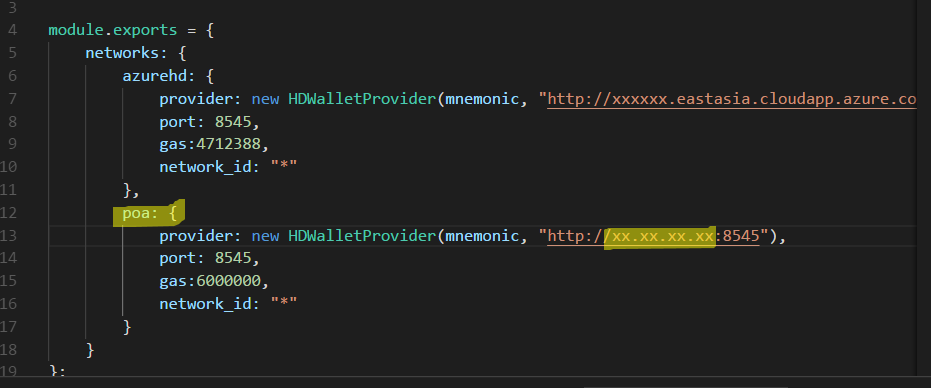 3
4 module.exports = {
5 networks: {
6 azurehd: {
7 provider: new HDWalletProvider(mnemonic, "http://xxxxxx.eastasia.cloudapp.azure.co
8 port: 8545,
9 gas:4712388,
10 network_id: "*"
11 },
12 poa: {
13 provider: new HDWalletProvider(mnemonic, "http://xx.xx.xx.xx:8545"),
14 port: 8545,
15 gas:6000000,
16 network_id: "*"
17 }
18 }
19 };